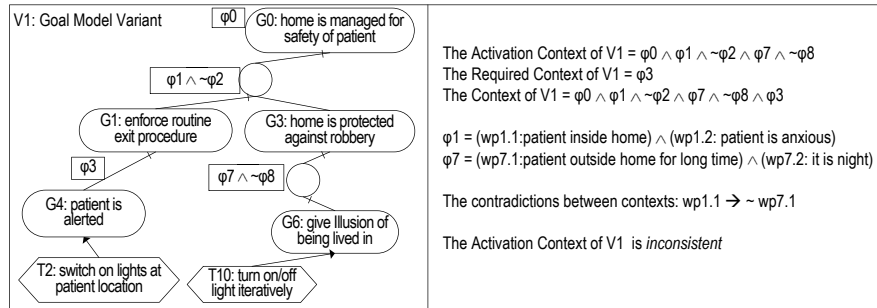 V1: Goal Model Variant
φ0
G0: home is managed for
safety of patient
φ1 ∧ ~φ2
G1: enforce routine
exit procedure
G3: home is protected
against robbery
φ3
φ7 ∧ ~φ8
G4: patient is
alerted
G6: give Illusion of
being lived in
T2: switch on lights at
patient location
T10: turn on/off
light iteratively
The Activation Context of V1 = φ0 ∧ φ1 ∧ ~φ2 ∧ φ7 ∧ ~φ8
The Required Context of V1 = φ3
The Context of V1 = φ0 ∧ φ1 ∧ ~φ2 ∧ φ7 ∧ ~φ8 ∧ φ3
φ1 = (wp1.1:patient inside home) ∧ (wp1.2: patient is anxious)
φ7 = (wp7.1:patient outside home for long time) ∧ (wp7.2: it is night)
The contradictions between contexts: wp1.1 → ~ wp7.1
The Activation Context of V1 is inconsistent